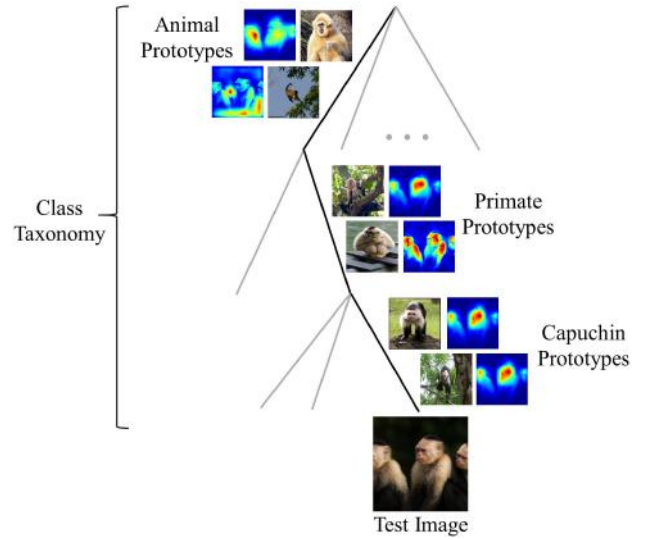 Animal
Prototypes
Class
Taxonomy
Primate
Prototypes
Capuchin
Prototypes
Test Image